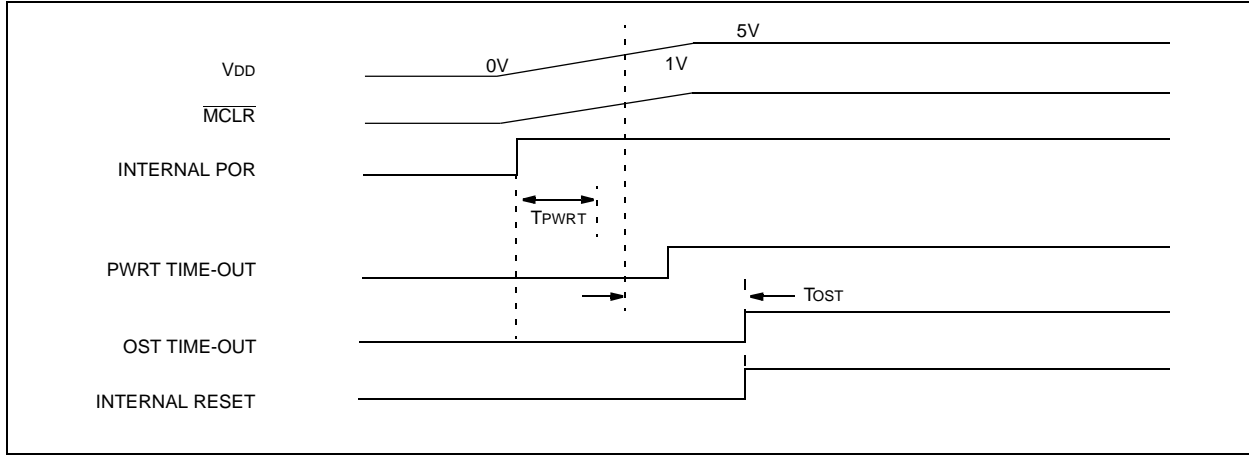 5V
VDD 0V 1V
MCLR
INTERNAL POR
TPWRT
PWRT TIME-OUT
TOST
OST TIME-OUT
INTERNAL RESET